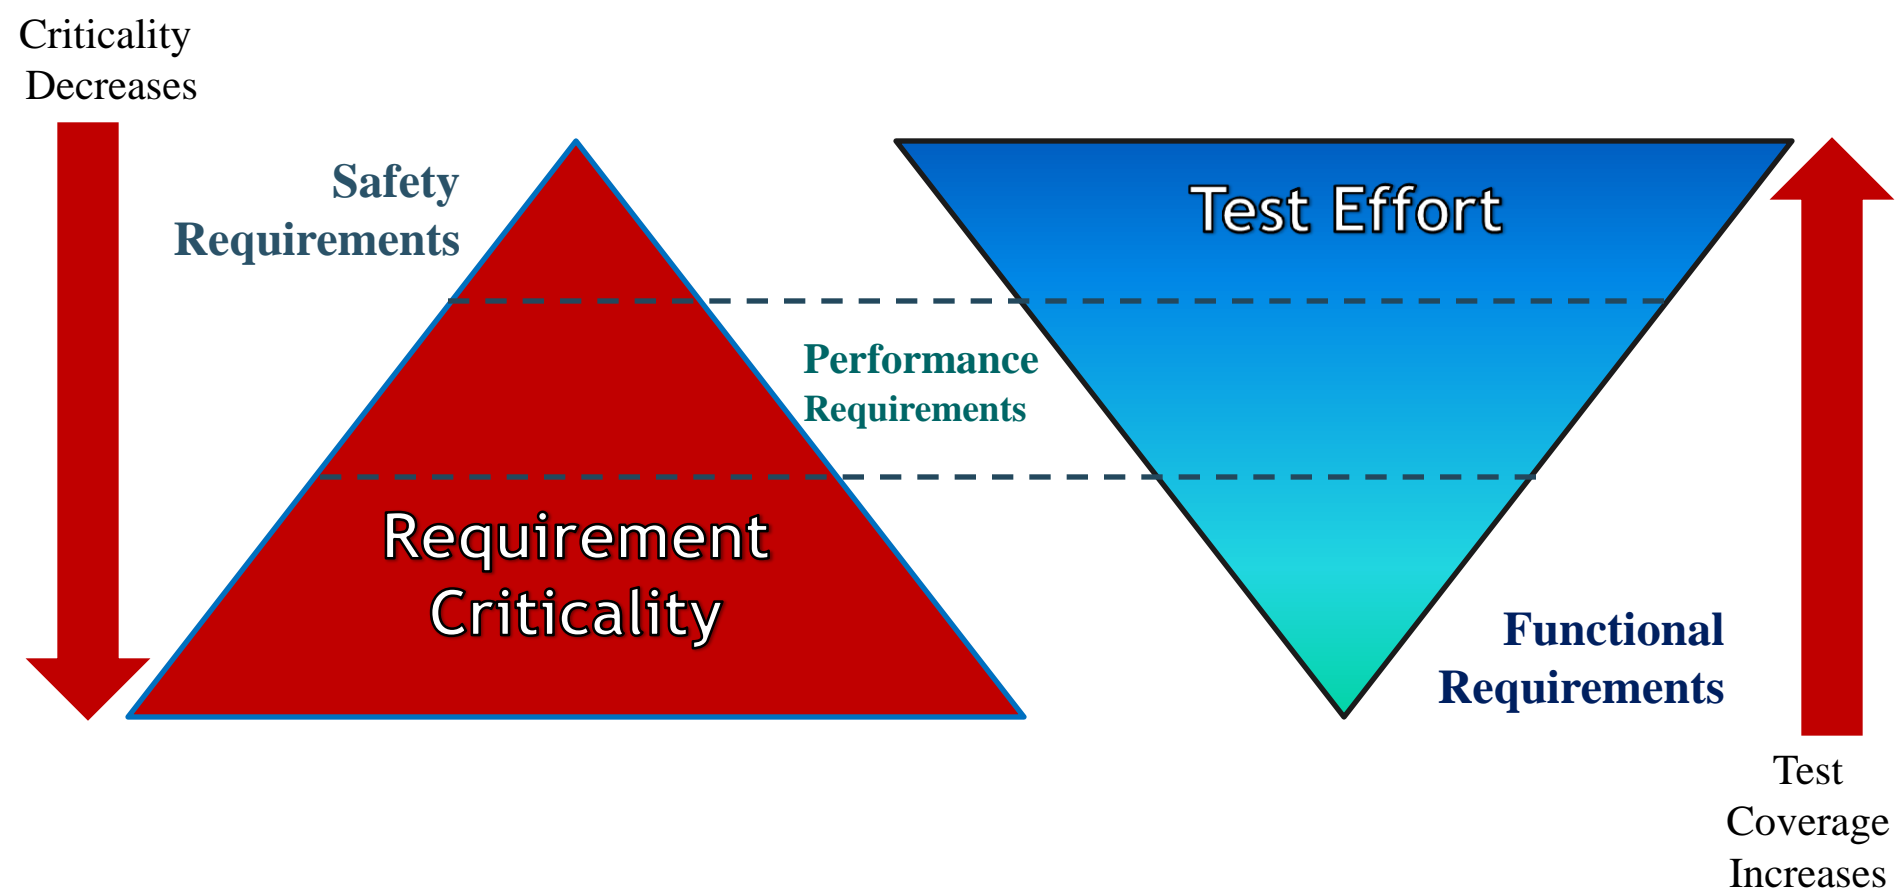 Criticality
Decreases
Safety
Requirements
Test Effort
Performance
Requirements
Requirement
Criticality
Functional
Requirements
Test
Coverage
Increases